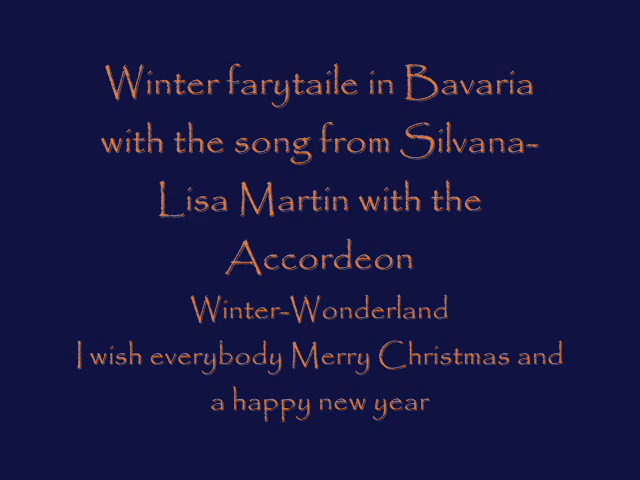 Winter farytaile in Bavaria
with the song from Silvana-
Lisa Martin with the
Accordeon
Winter-Wonderland
I wish everybody Merry Christmas and
a happy new year